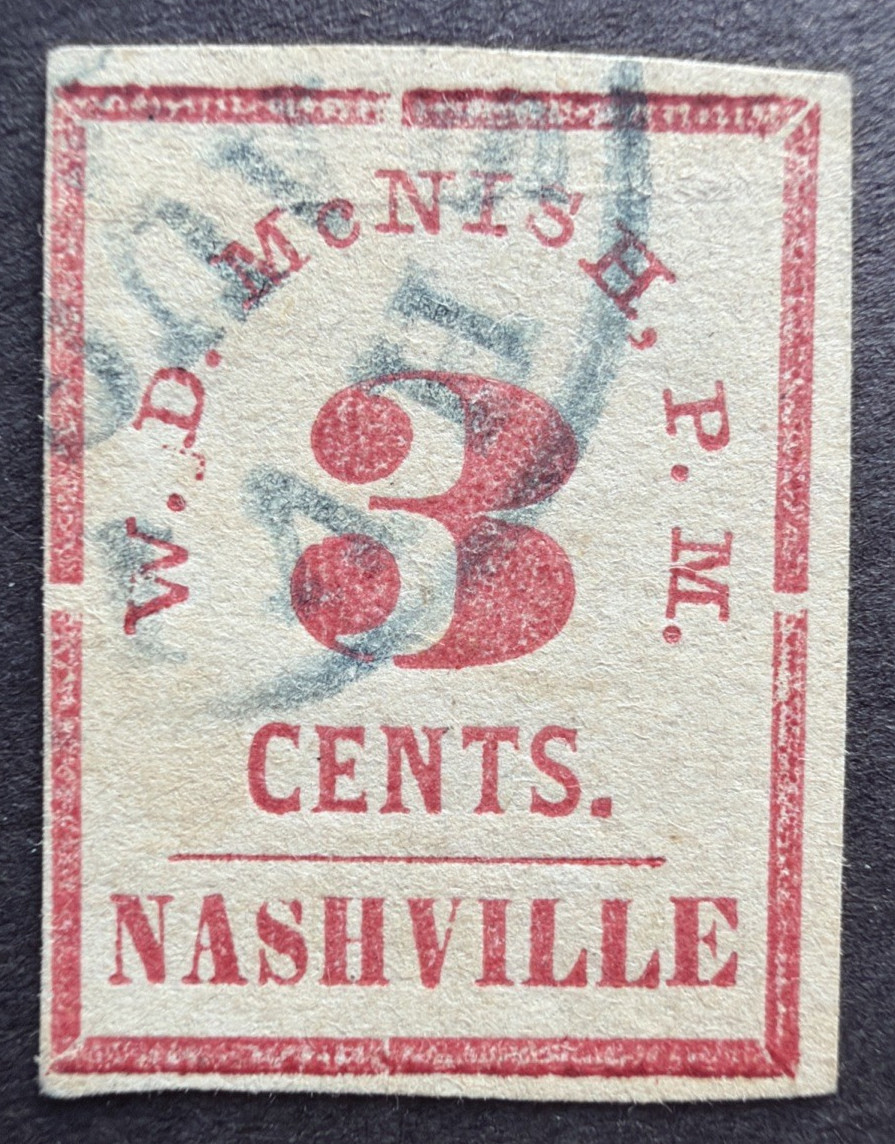 W. D. McNISH, P. M.
3
CENTS.
NASHVILLE